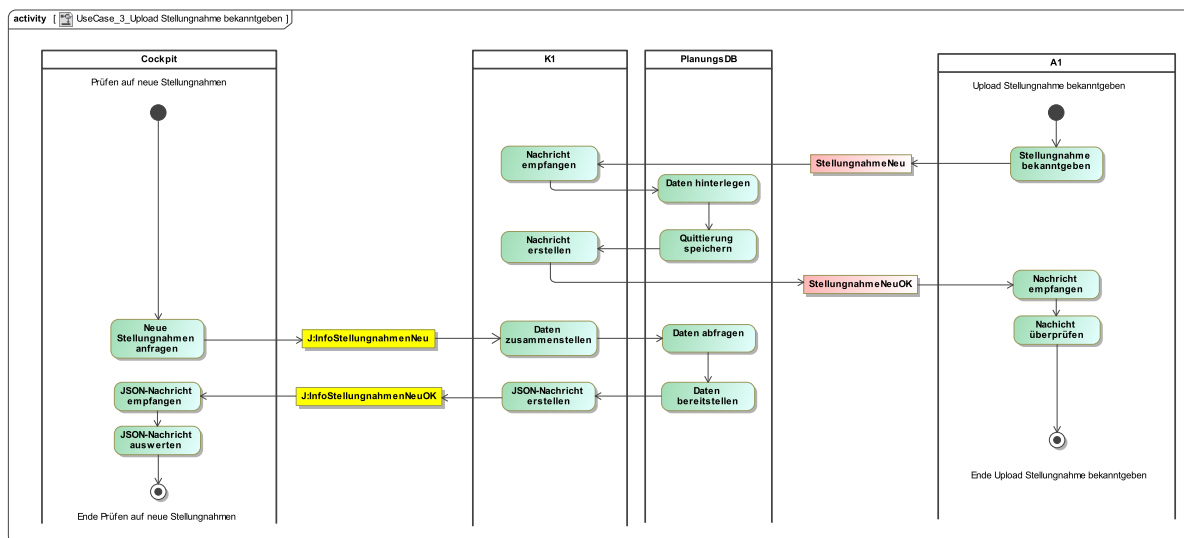 activity [ UseCase_3_Upload Stellungnahme bekanntgeben ]
Cockpit
K1
PlanungsDB
A1
Prüfen auf neue Stellungnahmen
Upload Stellungnahme bekanntgeben
Nachricht
empfangen
StellungnahmeNeu
Stellungnahme
bekanntgeben
Daten hinterlegen
Nachricht
erstellen
Quittierung
speichern
StellungnahmeNeuOK
Nachricht
empfangen
Neue
Stellungnahmen
anfragen
J:InfoStellungnahmenNeu
Daten
zusammenstellen
Daten abfragen
Nachicht
überprüfen
JSON-Nachricht
empfangen
J:InfoStellungnahmenNeuOK
JSON-Nachricht
erstellen
Daten
bereitstellen
JSON-Nachricht
auswerten
Ende Upload Stellungnahme bekanntgeben
Ende Prüfen auf neue Stellungnahmen